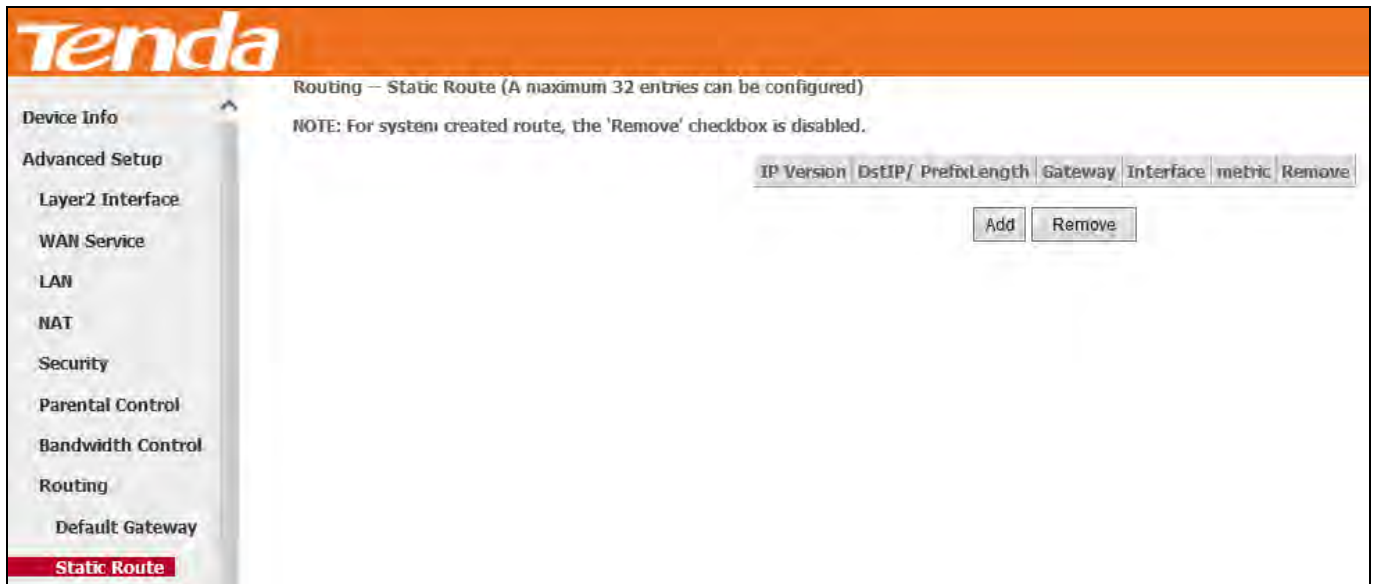 Tenda
Device Info
Advanced Setup
Layer2 Interface
WAN Service
LAN
NAT
Security
Parental Control
Bandwidth Control
Routing
Default Gateway
Static Route
Routing -- Static Route (A maximum 32 entries can be configured)
NOTE: For system created route, the 'Remove' checkbox is disabled.
IP Version DstIP/ PrefixLength Gateway Interface metric Remove
Add Remove